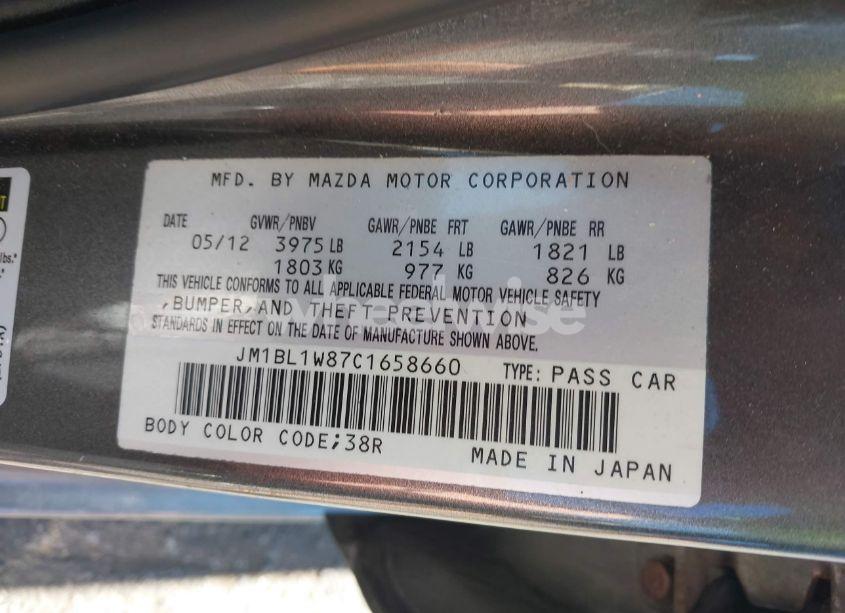 MFD. BY MAZDA MOTOR CORPORATION
DATE GVWR/PNBV GAWR/PNBE FRT GAWR/PNBE RR
05/12 3975 LB 2154 LB 1821 LB
1803 KG 977 KG 826 KG
THIS VEHICLE CONFORMS TO ALL APPLICABLE FEDERAL MOTOR VEHICLE SAFETY
,BUMPER,AND THEFT PREVENTION
STANDARDS IN EFFECT ON THE DATE OF MANUFACTURE SHOWN ABOVE.
JM1BL1W87C1658660 TYPE: PASS CAR
BODY COLOR CODE;38R MADE IN JAPAN
lbs.*